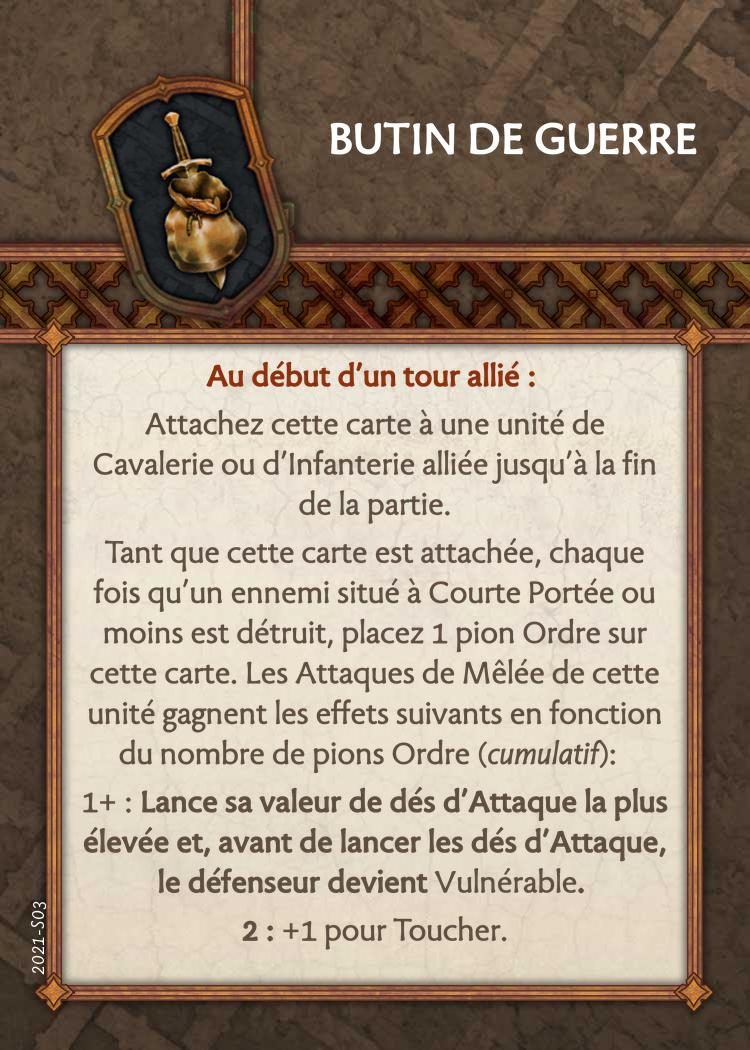 BUTIN DE GUERRE
Au début d’un tour allié :
Attachez cette carte à une unité de
Cavalerie ou d’Infanterie alliée jusqu’à la fin
de la partie.
Tant que cette carte est attachée, chaque
fois qu’un ennemi situé à Courte Portée ou
moins est détruit, placez 1 pion Ordre sur
cette carte. Les Attaques de Mêlée de cette
unité gagnent les effets suivants en fonction
du nombre de pions Ordre (cumulatif):
1+ : Lance sa valeur de dés d’Attaque la plus
élevée et, avant de lancer les dés d’Attaque,
le défenseur devient Vulnérable.
2 : +1 pour Toucher.
2021-S03